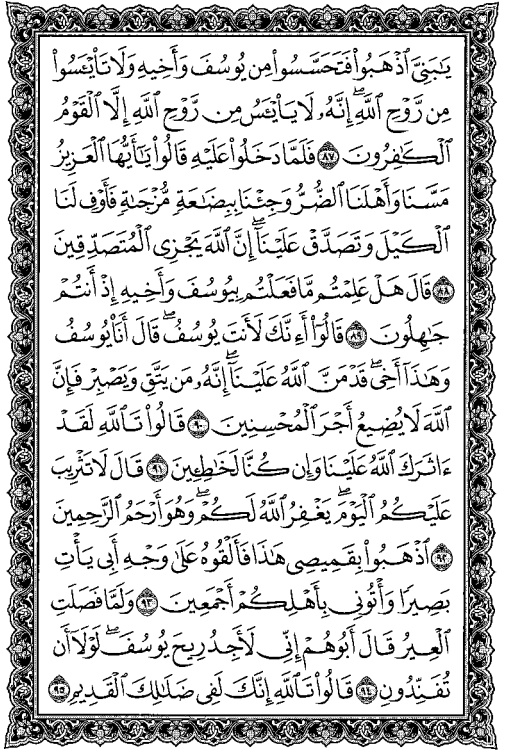 يَٰبَنِيَّ ٱذْهَبُوا۟ فَتَحَسَّسُوا۟ مِن يُوسُفَ وَأَخِيهِ وَلَا تَا۟يْـَٔسُوا۟
مِن رَّوْحِ ٱللَّهِۖ إِنَّهُۥ لَا يَا۟يْـَٔسُ مِن رَّوْحِ ٱللَّهِ إِلَّا ٱلْقَوْمُ
ٱلْكَٰفِرُونَ ٨٧ فَلَمَّا دَخَلُوا۟ عَلَيْهِ قَالُوا۟ يَٰٓأَيُّهَا ٱلْعَزِيزُ
مَسَّنَا وَأَهْلَنَا ٱلضُّرُّ وَجِئْنَا بِبِضَٰعَةٍ مُّزْجَىٰةٍ فَأَوْفِ لَنَا
ٱلْكَيْلَ وَتَصَدَّقْ عَلَيْنَآۖ إِنَّ ٱللَّهَ يَجْزِى ٱلْمُتَصَدِّقِينَ
٨٨ قَالَ هَلْ عَلِمْتُم مَّا فَعَلْتُم بِيُوسُفَ وَأَخِيهِ إِذْ أَنتُمْ
جَٰهِلُونَ ٨٩ قَالُوٓا۟ أَءِنَّكَ لَأَنتَ يُوسُفُۖ قَالَ أَنَا۠ يُوسُفُ
وَهَٰذَآ أَخِىۖ قَدْ مَنَّ ٱللَّهُ عَلَيْنَآۖ إِنَّهُۥ مَن يَتَّقِ وَيَصْبِرْ فَإِنَّ
ٱللَّهَ لَا يُضِيعُ أَجْرَ ٱلْمُحْسِنِينَ ٩٠ قَالُوا۟ تَٱللَّهِ لَقَدْ
ءَاثَرَكَ ٱللَّهُ عَلَيْنَا وَإِن كُنَّا لَخَٰطِـِٔينَ ٩١ قَالَ لَا تَثْرِيبَ
عَلَيْكُمُ ٱلْيَوْمَۖ يَغْفِرُ ٱللَّهُ لَكُمْۖ وَهُوَ أَرْحَمُ ٱلرَّٰحِمِينَ
٩٢ ٱذْهَبُوا۟ بِقَمِيصِى هَٰذَا فَأَلْقُوهُ عَلَىٰ وَجْهِ أَبِى يَأْتِ
بَصِيرًا وَأْتُونِى بِأَهْلِكُمْ أَجْمَعِينَ ٩٣ وَلَمَّا فَصَلَتِ
ٱلْعِيرُ قَالَ أَبُوهُمْ إِنِّى لَأَجِدُ رِيحَ يُوسُفَۖ لَوْلَآ أَن
تُفَنِّدُونِ ٩٤ قَالُوا۟ تَٱللَّهِ إِنَّكَ لَفِى ضَلَٰلِكَ ٱلْقَدِيمِ ٩٥